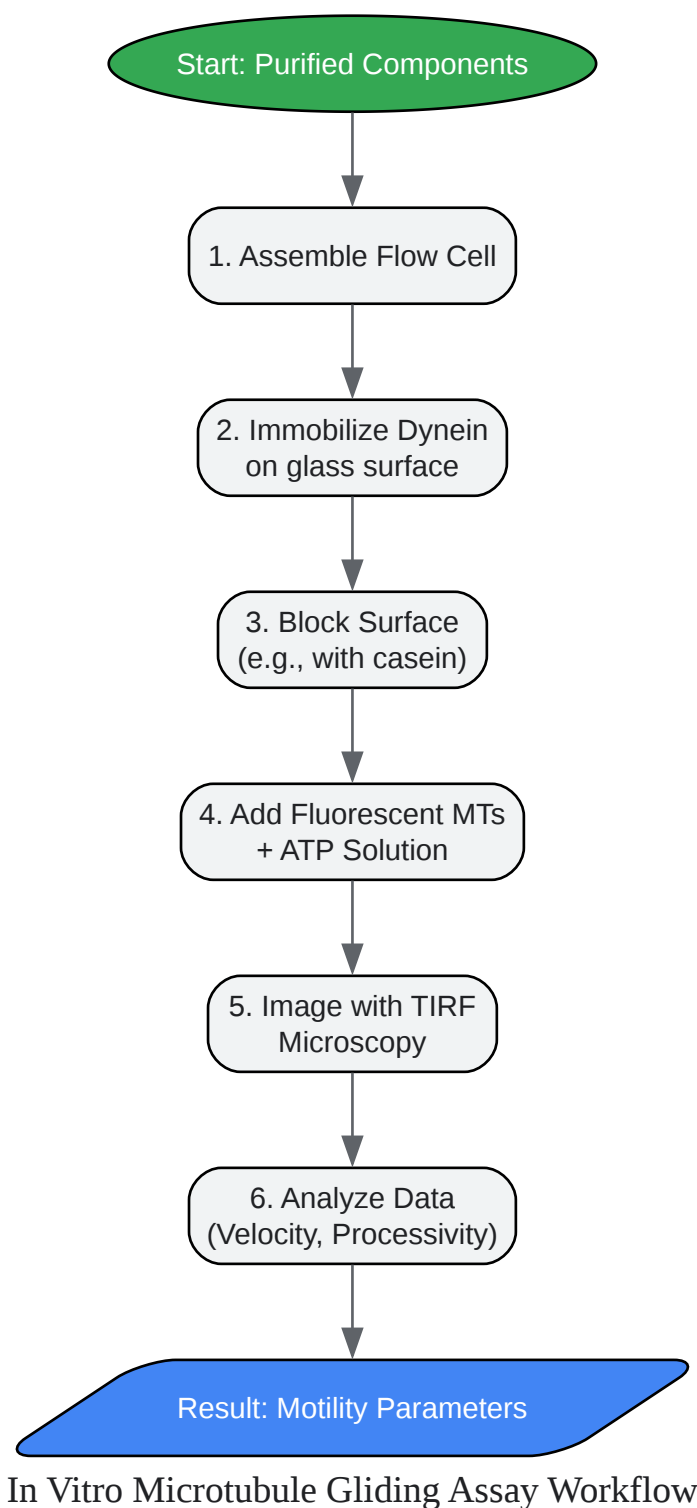 Start: Purified Components
1. Assemble Flow Cell
2. Immobilize Dynein
on glass surface
3. Block Surface
(e.g., with casein)
4. Add Fluorescent MTs
+ ATP Solution
5. Image with TIRF
Microscopy
6. Analyze Data
(Velocity, Processivity)
Result: Motility Parameters
In Vitro Microtubule Gliding Assay Workflow